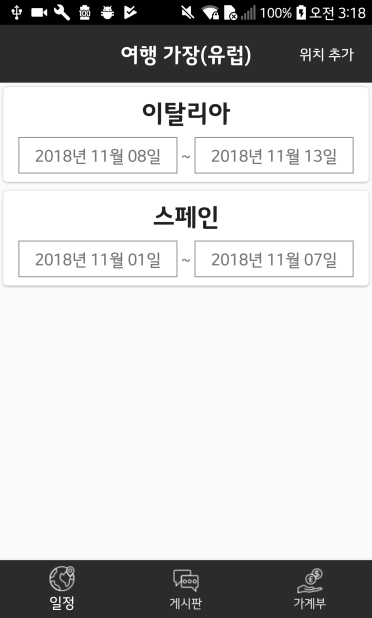 100% 오전 3:18
여행 가장(유럽) 위치 추가
이탈리아
2018년 11월 08일 ~ 2018년 11월 13일
스페인
2018년 11월 01일 ~ 2018년 11월 07일
일정 게시판 가계부